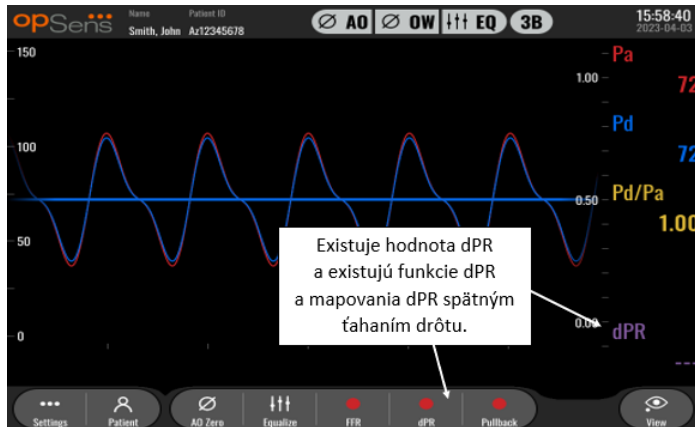 opSens
Name
Patient ID
Smith, John
Az12345678
Ø AO
Ø OW
EQ
3B
15:58:40
2023-04-03
150
100
50
0
1.00
0.50
0.00
Pa
72
Pd
72
Pd/Pa
1.00
dPR
---
Existuje hodnota dPR
a existujú funkcie dPR
a mapovania dPR spätným
ťahaním drôtu.
Settings
Patient
AO Zero
Equalize
FFR
dPR
Pullback
View